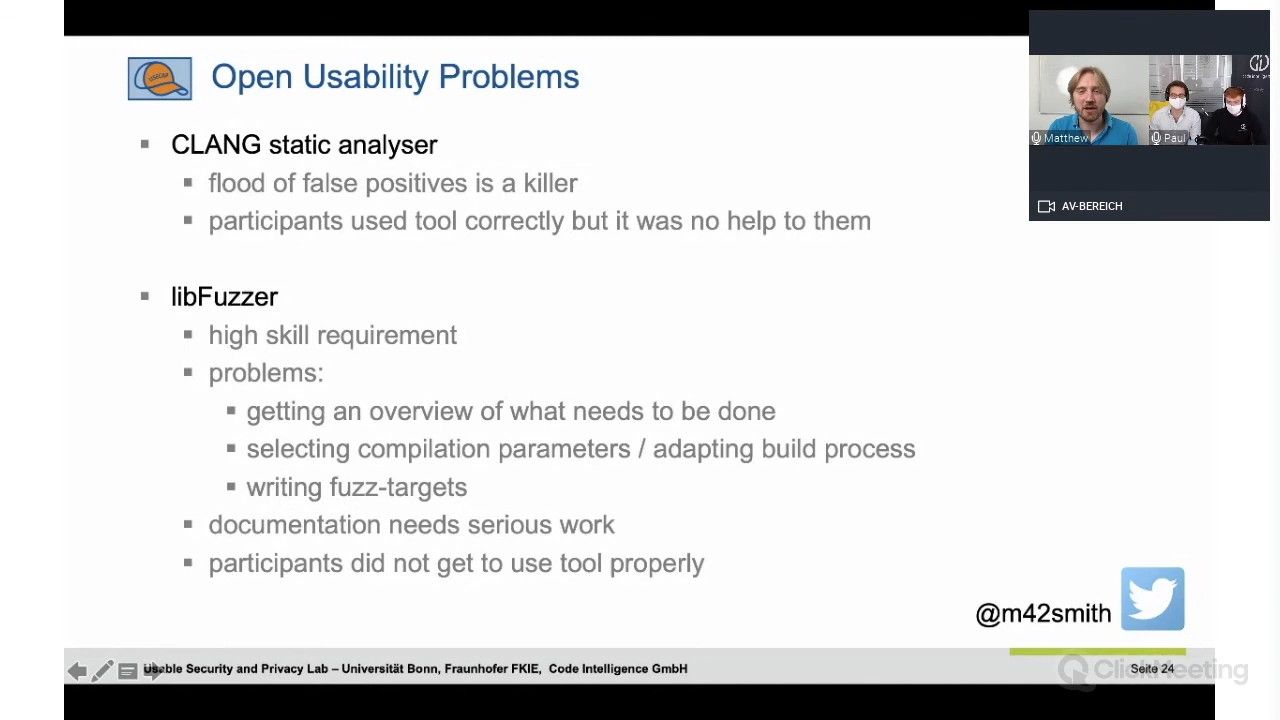 USECAP
Open Usability Problems
CLANG static analyser
flood of false positives is a killer
participants used tool correctly but it was no help to them
libFuzzer
high skill requirement
problems:
getting an overview of what needs to be done
selecting compilation parameters / adapting build process
writing fuzz-targets
documentation needs serious work
participants did not get to use tool properly
@m42smith
Usable Security and Privacy Lab – Universität Bonn, Fraunhofer FKIE, Code Intelligence GmbH
Seite 24
ClickMeeting
Matthew
Paul
AV-BEREICH